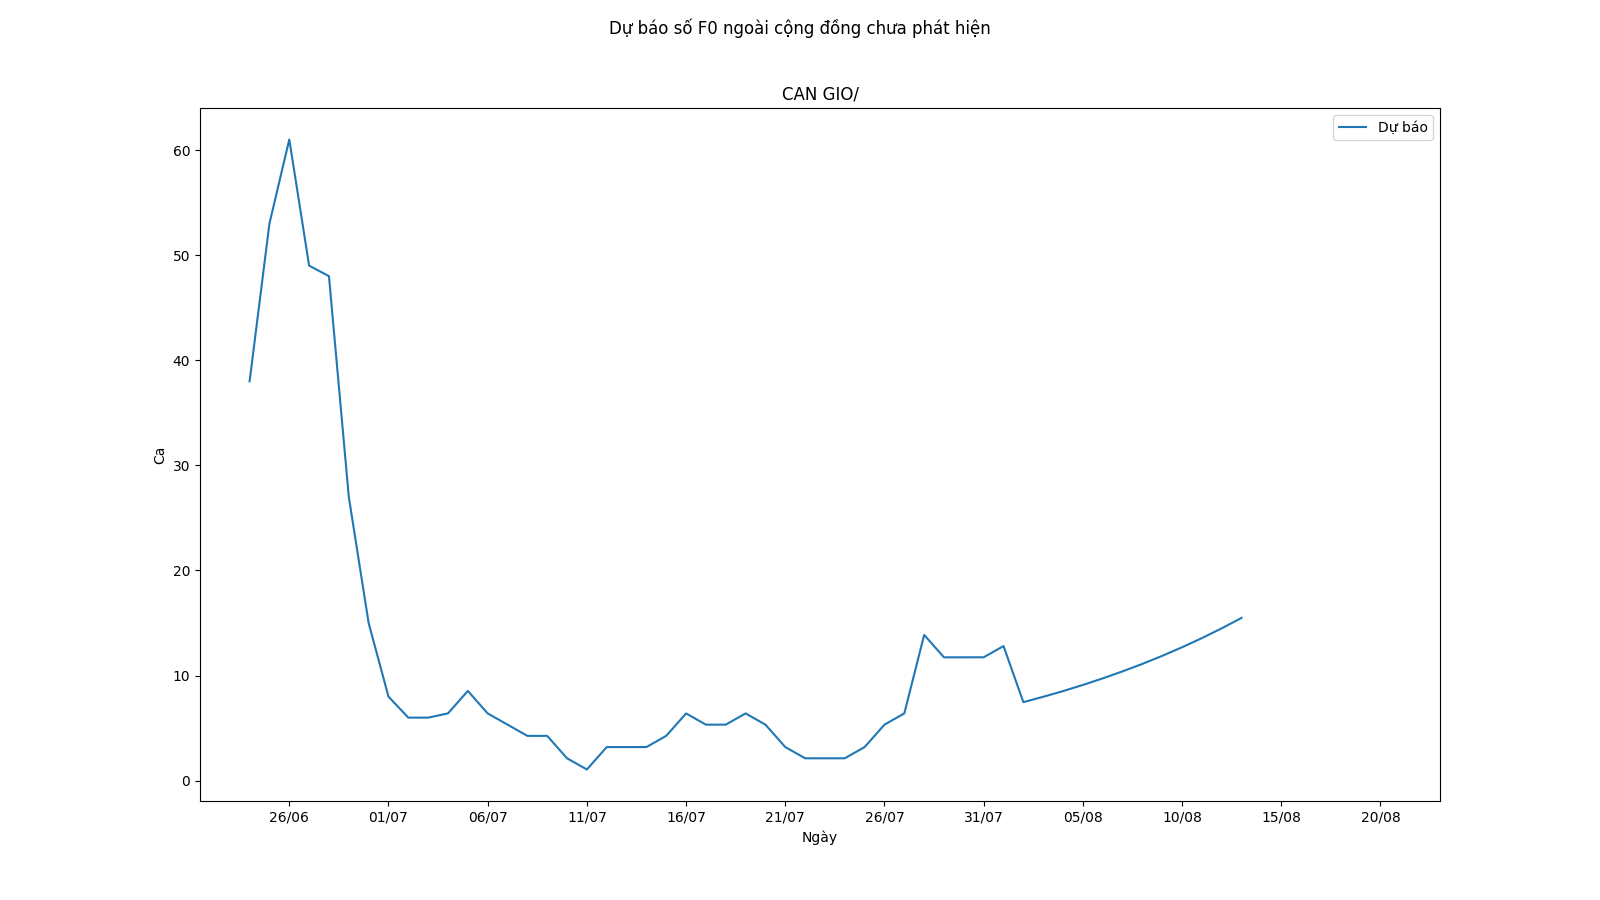 Dự báo số F0 ngoài cộng đồng chưa phát hiện
CAN GIO/
Dự báo
60
50
40
30
20
10
0
Ca
26/06 01/07 06/07 11/07 16/07 21/07 26/07 31/07 05/08 10/08 15/08 20/08
Ngày